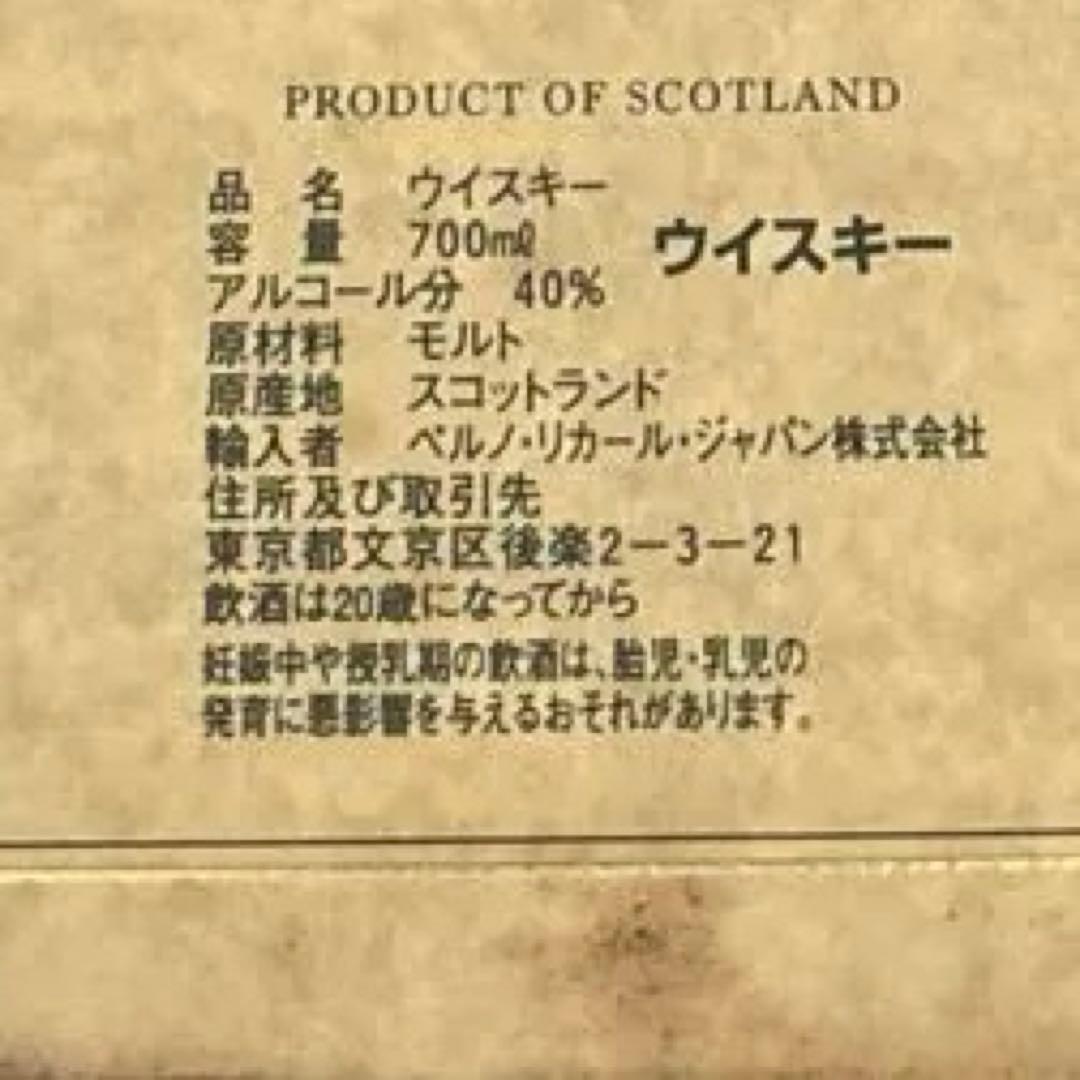 PRODUCT OF SCOTLAND
品 名 ウイスキー
容 量 700mℓ
ウイスキー
アルコール分 40%
原材料 モルト
原産地 スコットランド
輸入者 ペルノ・リカール・ジャパン株式会社
住所及び取引先
東京都文京区後楽2-3-21
飲酒は20歳になってから
妊娠中や授乳期の飲酒は、胎児・乳児の
発育に悪影響を与えるおそれがあります。